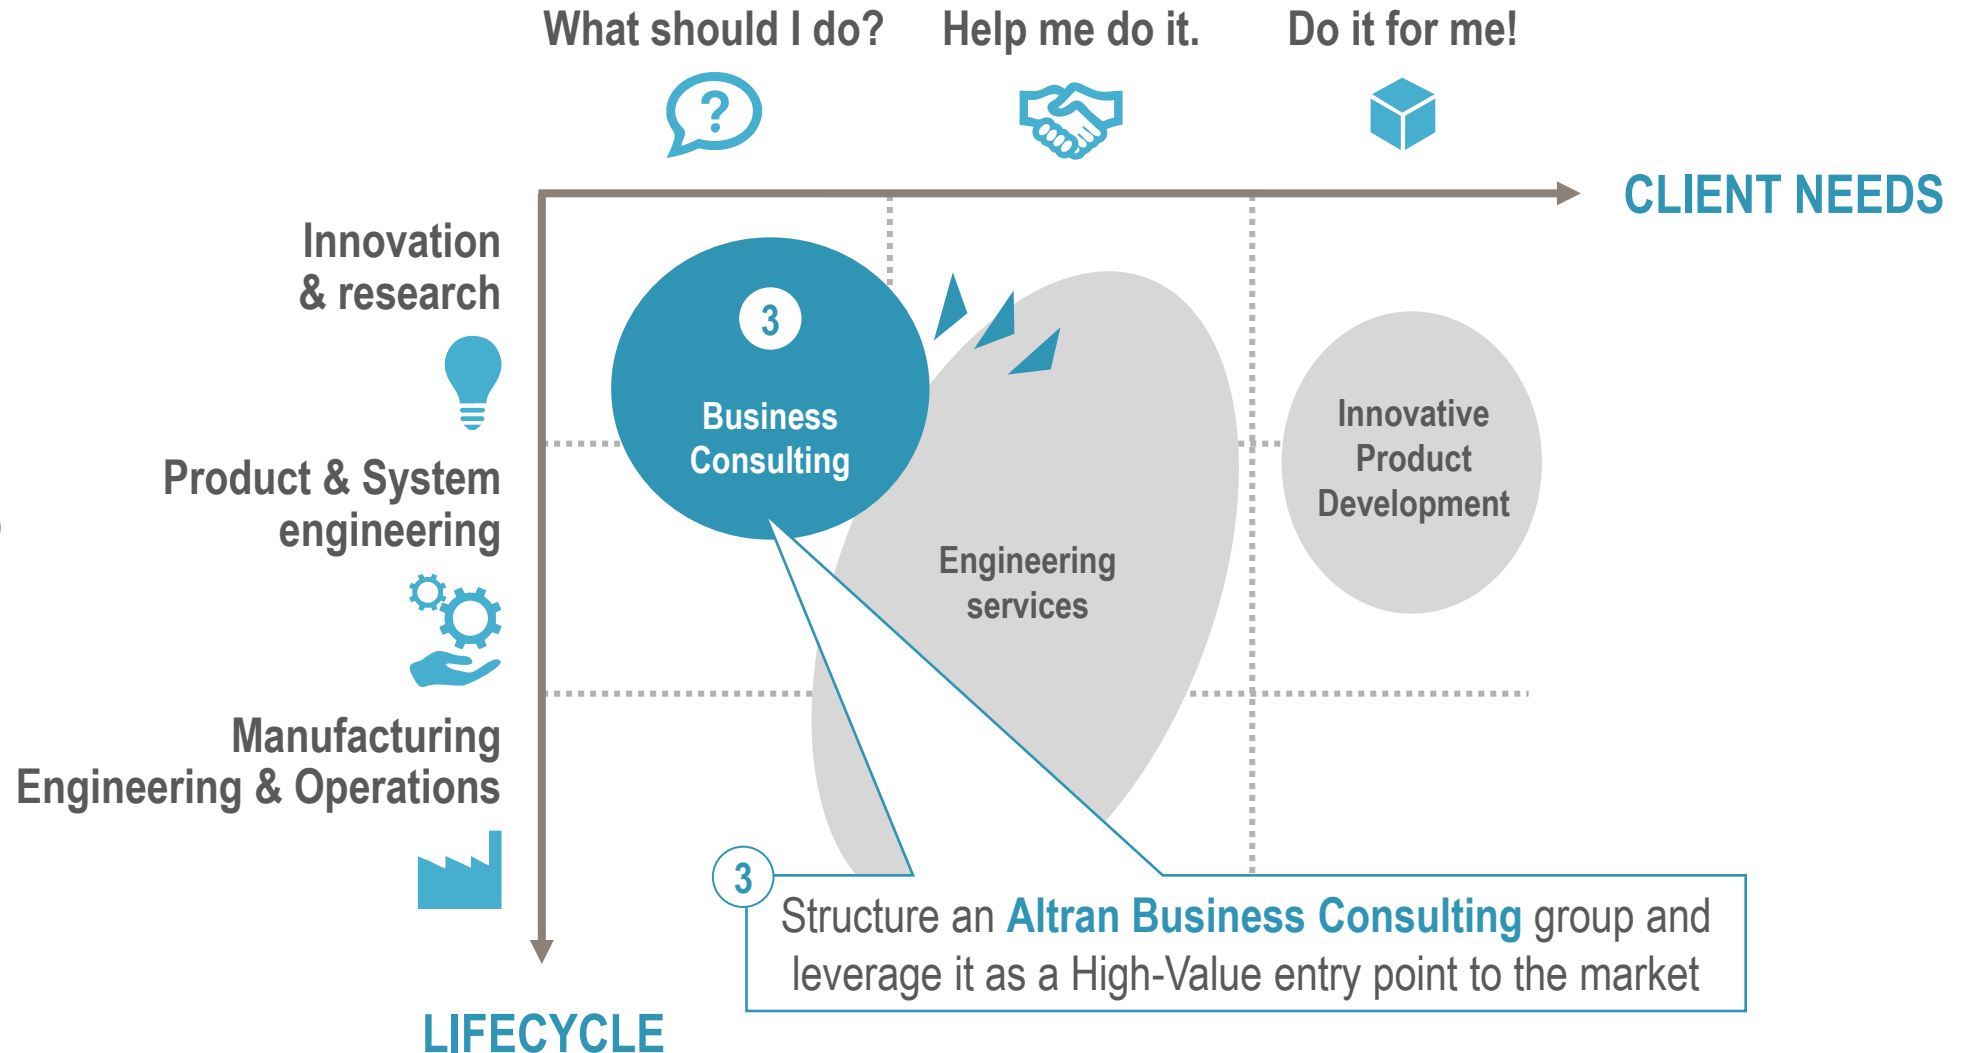 What should I do?
Help me do it.
Do it for me!
?
CLIENT NEEDS
Innovation
& research
3
Business
Consulting
Innovative
Product
Development
Product & System
engineering
Engineering
services
Manufacturing
Engineering & Operations
3
Structure an Altran Business Consulting group and
leverage it as a High-Value entry point to the market
LIFECYCLE